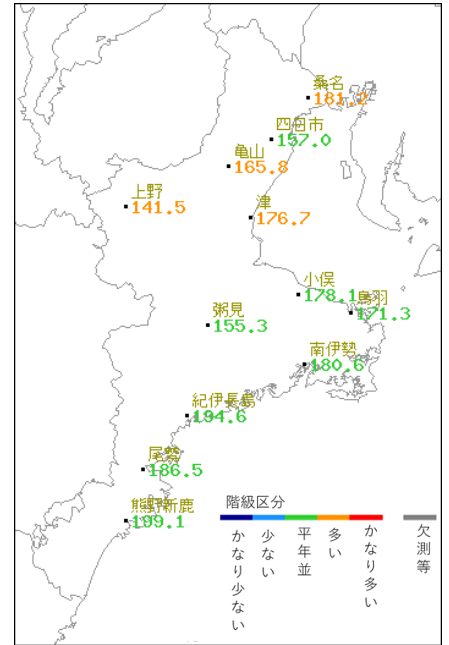 桑名
181.2
四日市
157.0
亀山
165.8
上野
141.5
津
176.7
小俣
178.1
鳥羽
171.3
粥見
155.3
南伊勢
180.6
紀伊長島
194.6
尾鷲
186.5
熊野新鹿
199.1
階級区分
かなり少ない
少ない
平年並
多い
かなり多い
欠測等